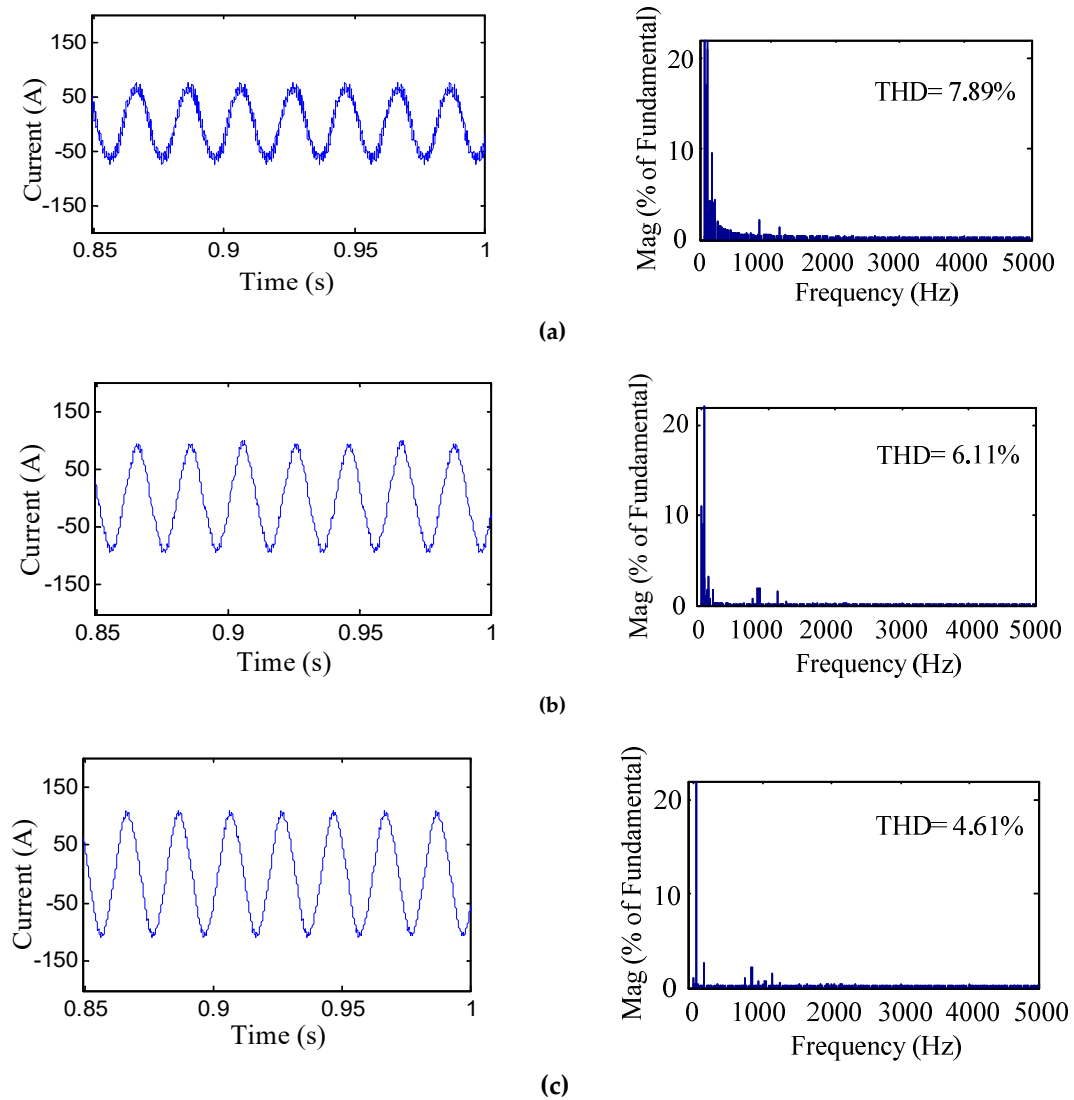 Current (A)
150
50
-50
-150
0.85
0.9
0.95
1
Time (s)
Mag (% of Fundamental)
20
10
0
THD= 7.89%
0
1000
2000
3000
4000
5000
Frequency (Hz)
(a)
Current (A)
150
50
-50
-150
0.85
0.9
0.95
1
Time (s)
Mag (% of Fundamental)
20
10
0
THD= 6.11%
0
1000
2000
3000
4000
5000
Frequency (Hz)
(b)
Current (A)
150
50
-50
-150
0.85
0.9
0.95
1
Time (s)
Mag (% of Fundamental)
20
10
0
THD= 4.61%
0
1000
2000
3000
4000
5000
Frequency (Hz)
(c)